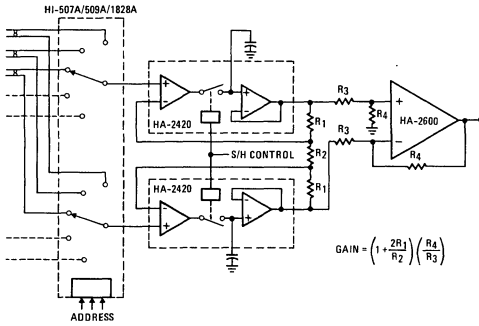 HI-507A/509A/1828A
HA-2420
S/H CONTROL
HA-2420
R1
R2
R1
R3
R3
R4
R4
+
-
+
-
-
+
-
+
+
-
HA-2600
GAIN = (1 + 2R1/R2) (R4/R3)
ADDRESS